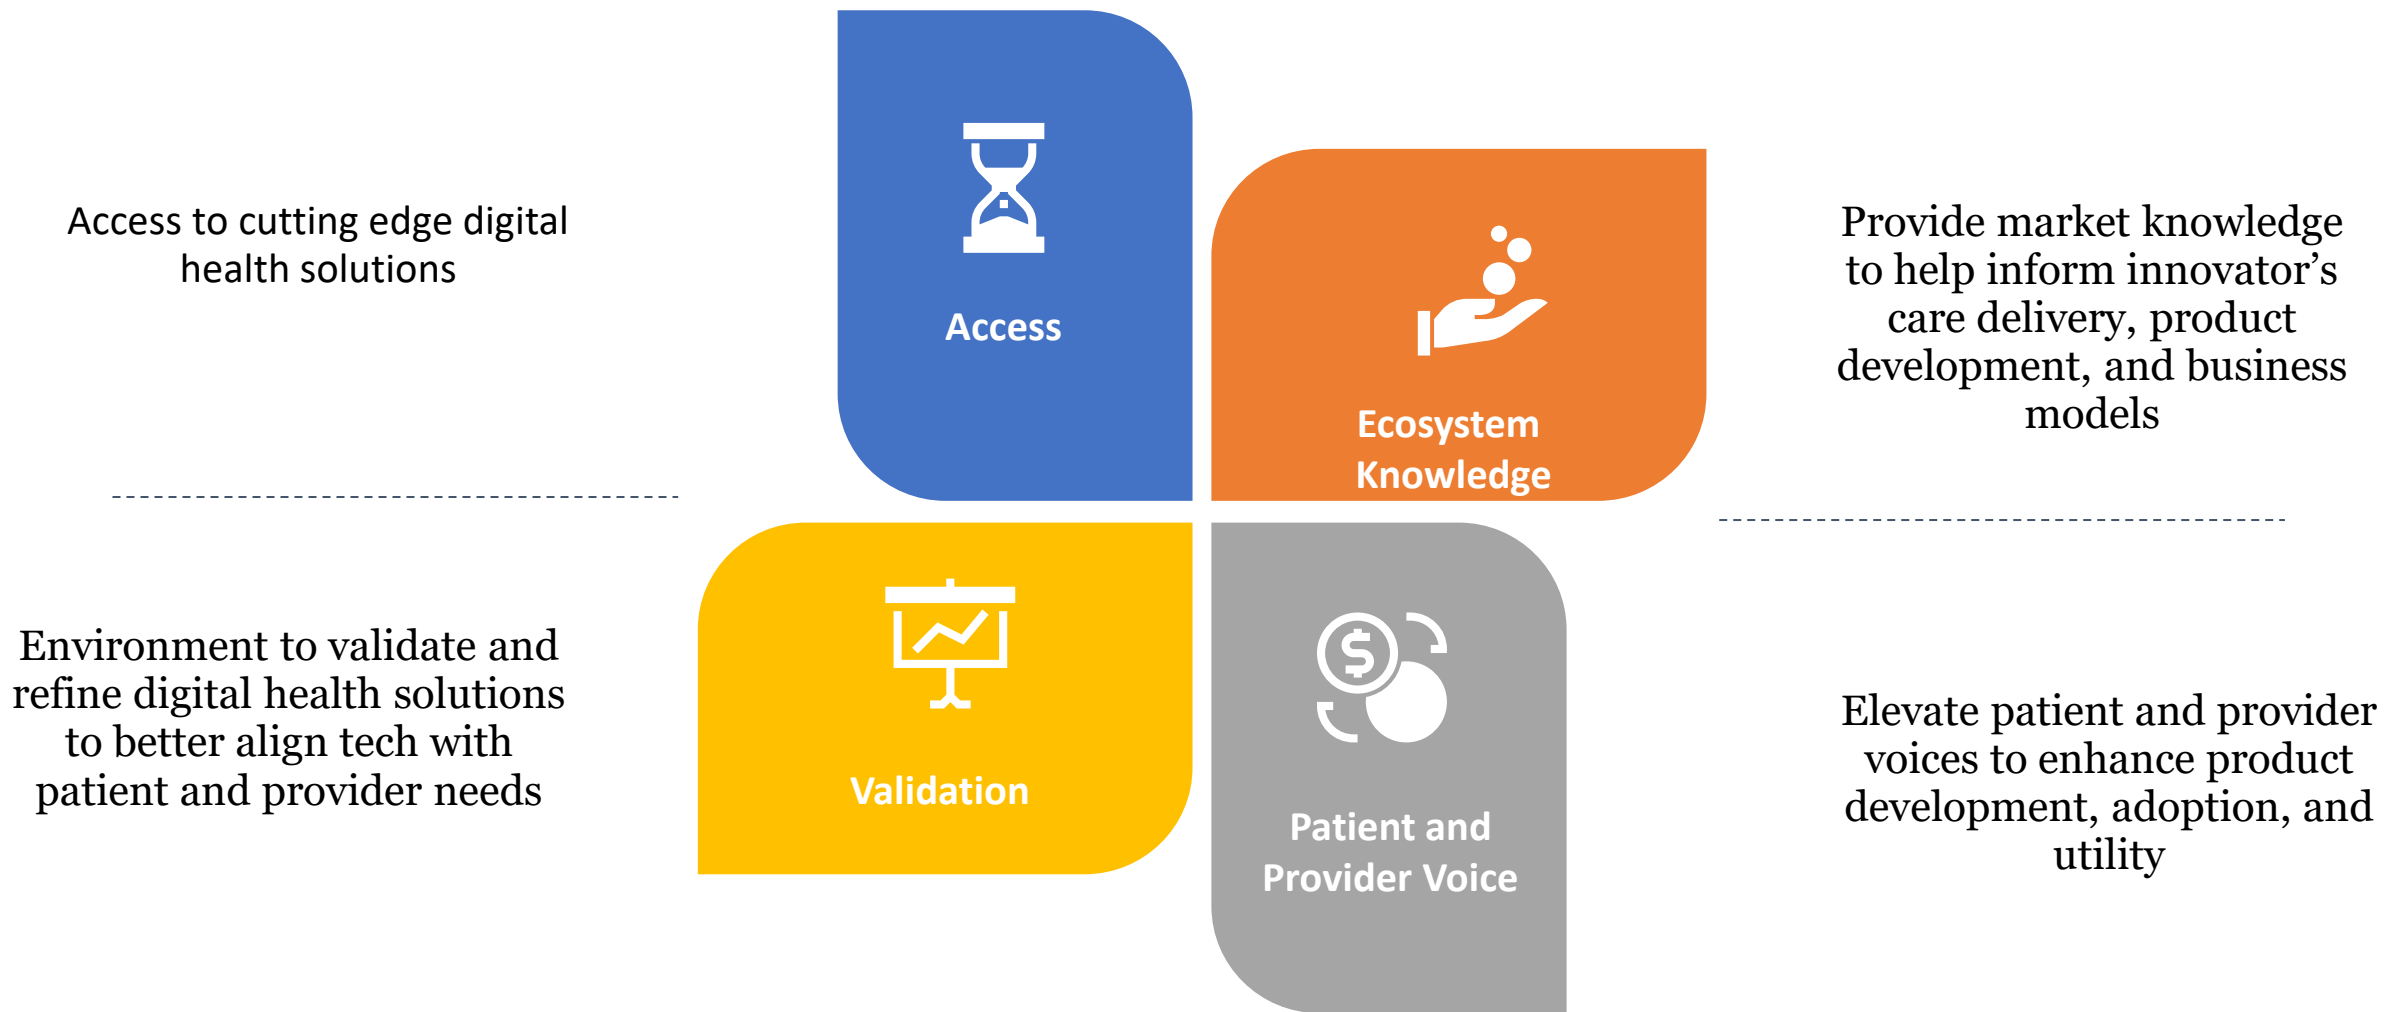 Access to cutting edge digital
health solutions
Access
Ecosystem
Knowledge
Provide market knowledge
to help inform innovator’s
care delivery, product
development, and business
models
Environment to validate and
refine digital health solutions
to better align tech with
patient and provider needs
Validation
$
Patient and
Provider Voice
Elevate patient and provider
voices to enhance product
development, adoption, and
utility